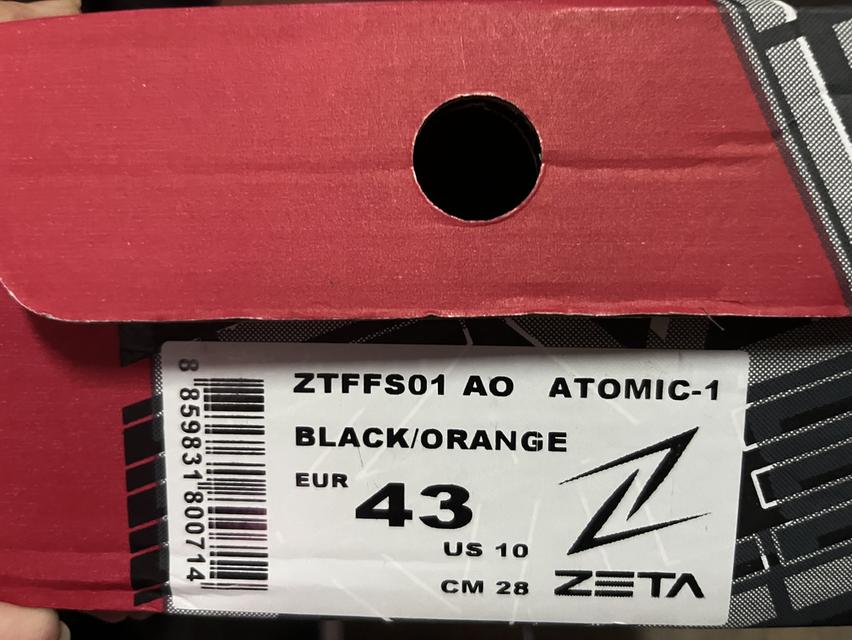 ZTFFS01 AO ATOMIC-1
BLACK/ORANGE
EUR 43
US 10
CM 28
ZETA
8 859831 800714